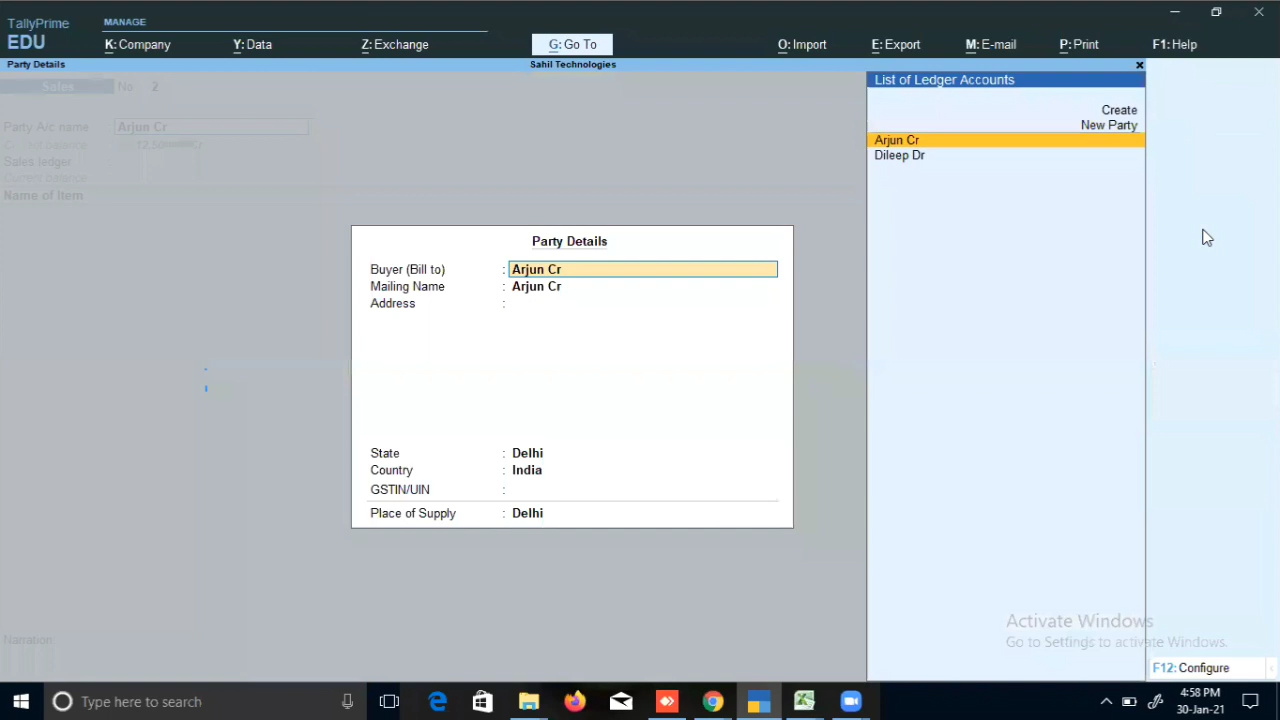 TallyPrime
EDU
MANAGE
K: Company
Y: Data
Z: Exchange
G: Go To
O: Import
E: Export
M: E-mail
P: Print
F1: Help
Party Details
Sahil Technologies
List of Ledger Accounts
Create
New Party
Arjun Cr
Dileep Dr
Sales
No
2
Party A/c name
Arjun Cr
Sales ledger
Current balance
Name of Item
Party Details
Buyer (Bill to) : Arjun Cr
Mailing Name : Arjun Cr
Address :
State : Delhi
Country : India
GSTIN/UIN :
Place of Supply : Delhi
Narration
Activate Windows
Go to Settings to activate Windows.
F12: Configure
Type here to search
4:58 PM
30-Jan-21